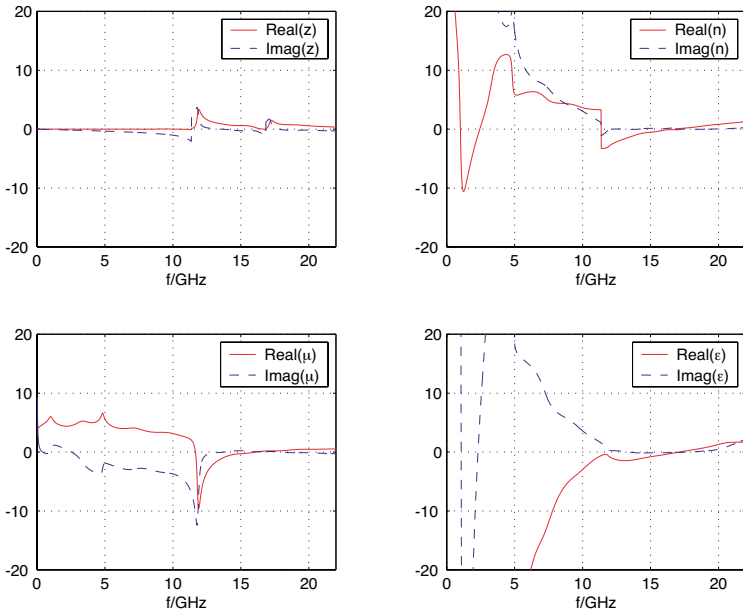 20
10
0
-10
-20
0 5 10 15 20
f/GHz
Real(z)
Imag(z)
20
10
0
-10
-20
0 5 10 15 20
f/GHz
Real(n)
Imag(n)
20
10
0
-10
-20
0 5 10 15 20
f/GHz
Real(μ)
Imag(μ)
20
10
0
-10
-20
0 5 10 15 20
f/GHz
Real(ε)
Imag(ε)